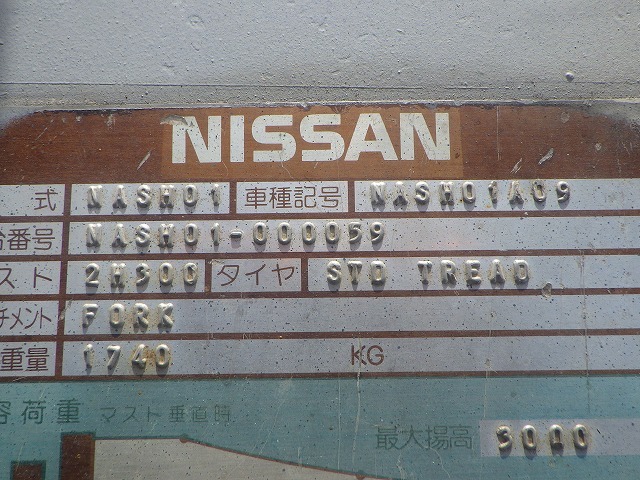 NISSAN
式 NASH01 車種記号 NASH01A09
台番号 NASH01-000059
スト 2M300 タイヤ STD TREAD
チメント FORK
重量 1740 KG
容荷重 マスト垂直時
最大揚高 3000